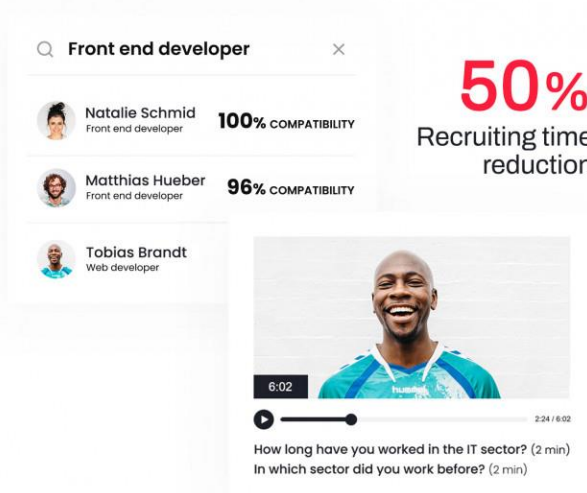 Front end developer
Natalie Schmid
Front end developer
100% COMPATIBILITY
Matthias Hueber
Front end developer
96% COMPATIBILITY
Tobias Brandt
Web developer
50%
Recruiting time
reduction
hummel
6:02
2:24 / 6:02
How long have you worked in the IT sector? (2 min)
In which sector did you work before? (2 min)